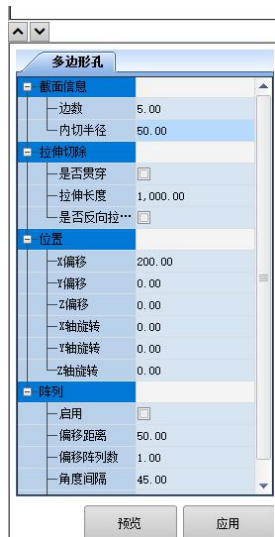 多边形孔
截面信息
边数 5.00
内切半径 50.00
拉伸切除
是否贯穿
拉伸长度 1,000.00
是否反向拉…
位置
X偏移 200.00
Y偏移 0.00
Z偏移 0.00
X轴旋转 0.00
Y轴旋转 0.00
Z轴旋转 0.00
阵列
启用
偏移距离 50.00
偏移阵列数 1.00
角度间隔 45.00
预览 应用